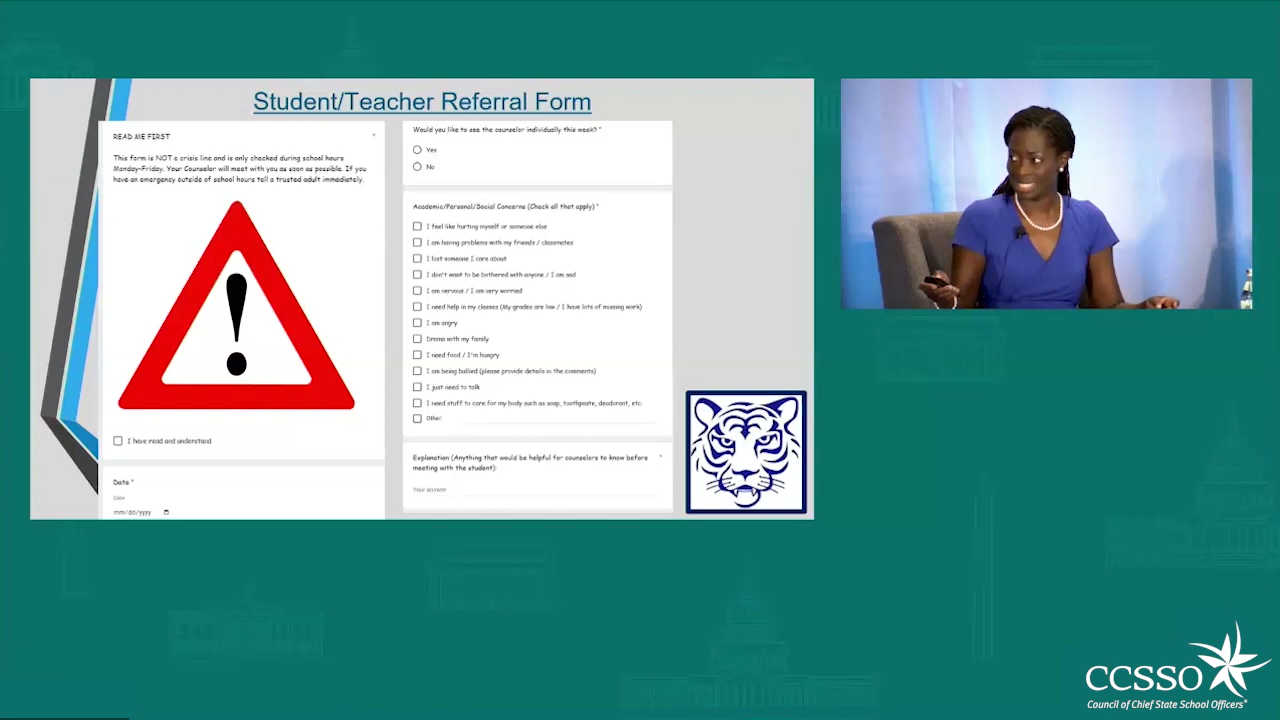 Student/Teacher Referral Form
READ ME FIRST *
This form is NOT a crisis line and is only checked during school hours
Monday-Friday. Your Counselor will meet with you as soon as possible. If you
have an emergency outside of school hours tell a trusted adult immediately.
I have read and understand
Date *
Date
mm/dd/yyyy
Would you like to see the counselor individually this week? *
Yes
No
Academic/Personal/Social Concerns (Check all that apply) *
I feel like hurting myself or someone else
I am having problems with my friends / classmates
I lost someone I care about
I don't want to be bothered with anyone / I am sad
I am nervous / I am very worried
I need help in my classes (My grades are low / I have lots of missing work)
I am angry
Drama with my family
I need food / I'm hungry
I am being bullied (please provide details in the comments)
I just need to talk
I need stuff to care for my body such as soap, toothpaste, deodorant, etc.
Other:
Explanation (Anything that would be helpful for counselors to know before *
meeting with the student):
Your answer
CCSSO
Council of Chief State School Officers®